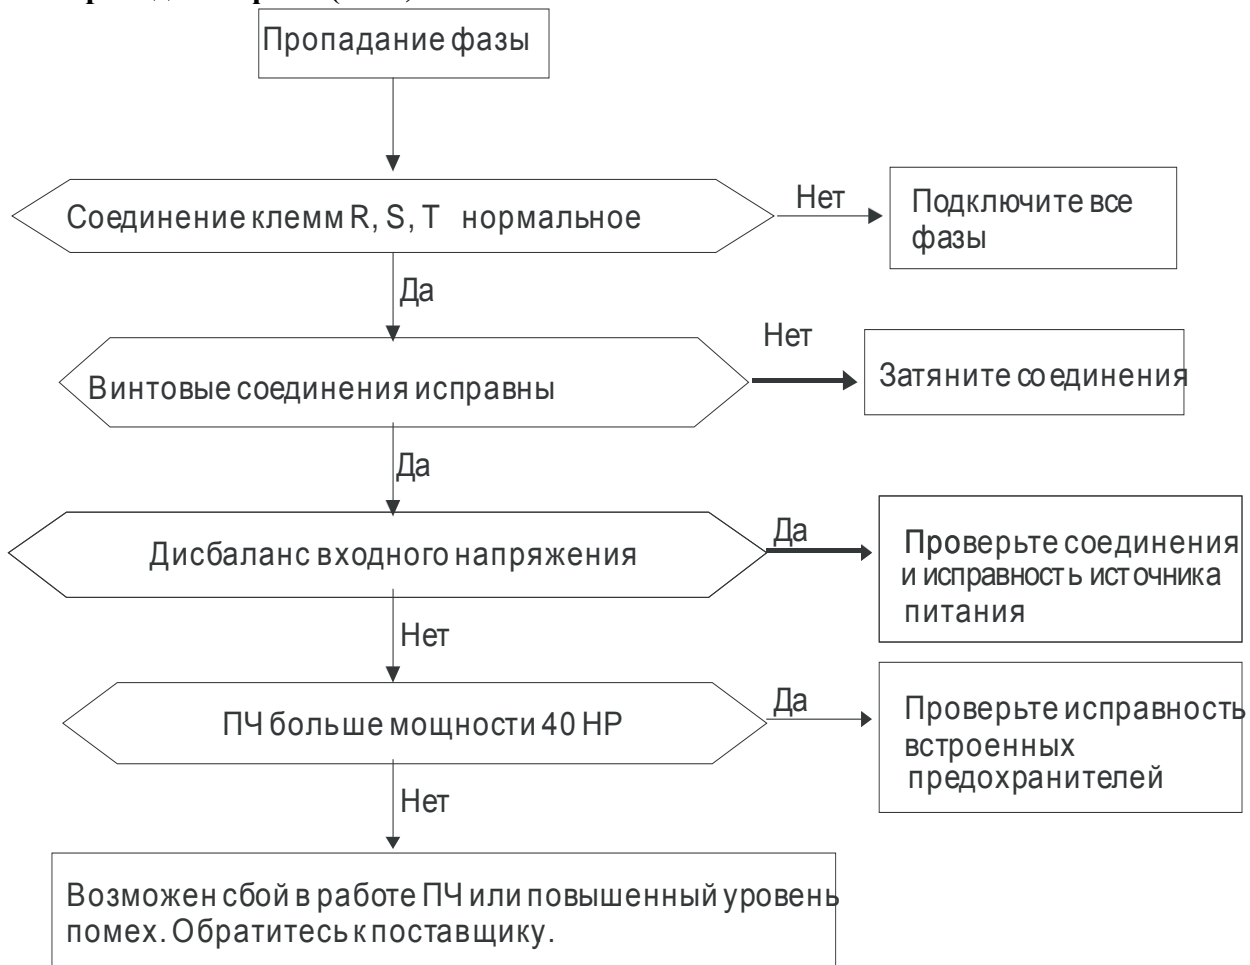 Пропадание фазы
Соединение клемм R, S, T нормальное
Нет
Подключите все
фазы
Да
Винтовые соединения исправны
Нет
Затяните соединения
Да
Дисбаланс входного напряжения
Да
Проверьте соединения
и исправность источника
питания
Нет
ПЧ больше мощности 40 HP
Да
Проверьте исправность
встроенных
предохранителей
Нет
Возможен сбой в работе ПЧ или повышенный уровень
помех. Обратитесь к поставщику.